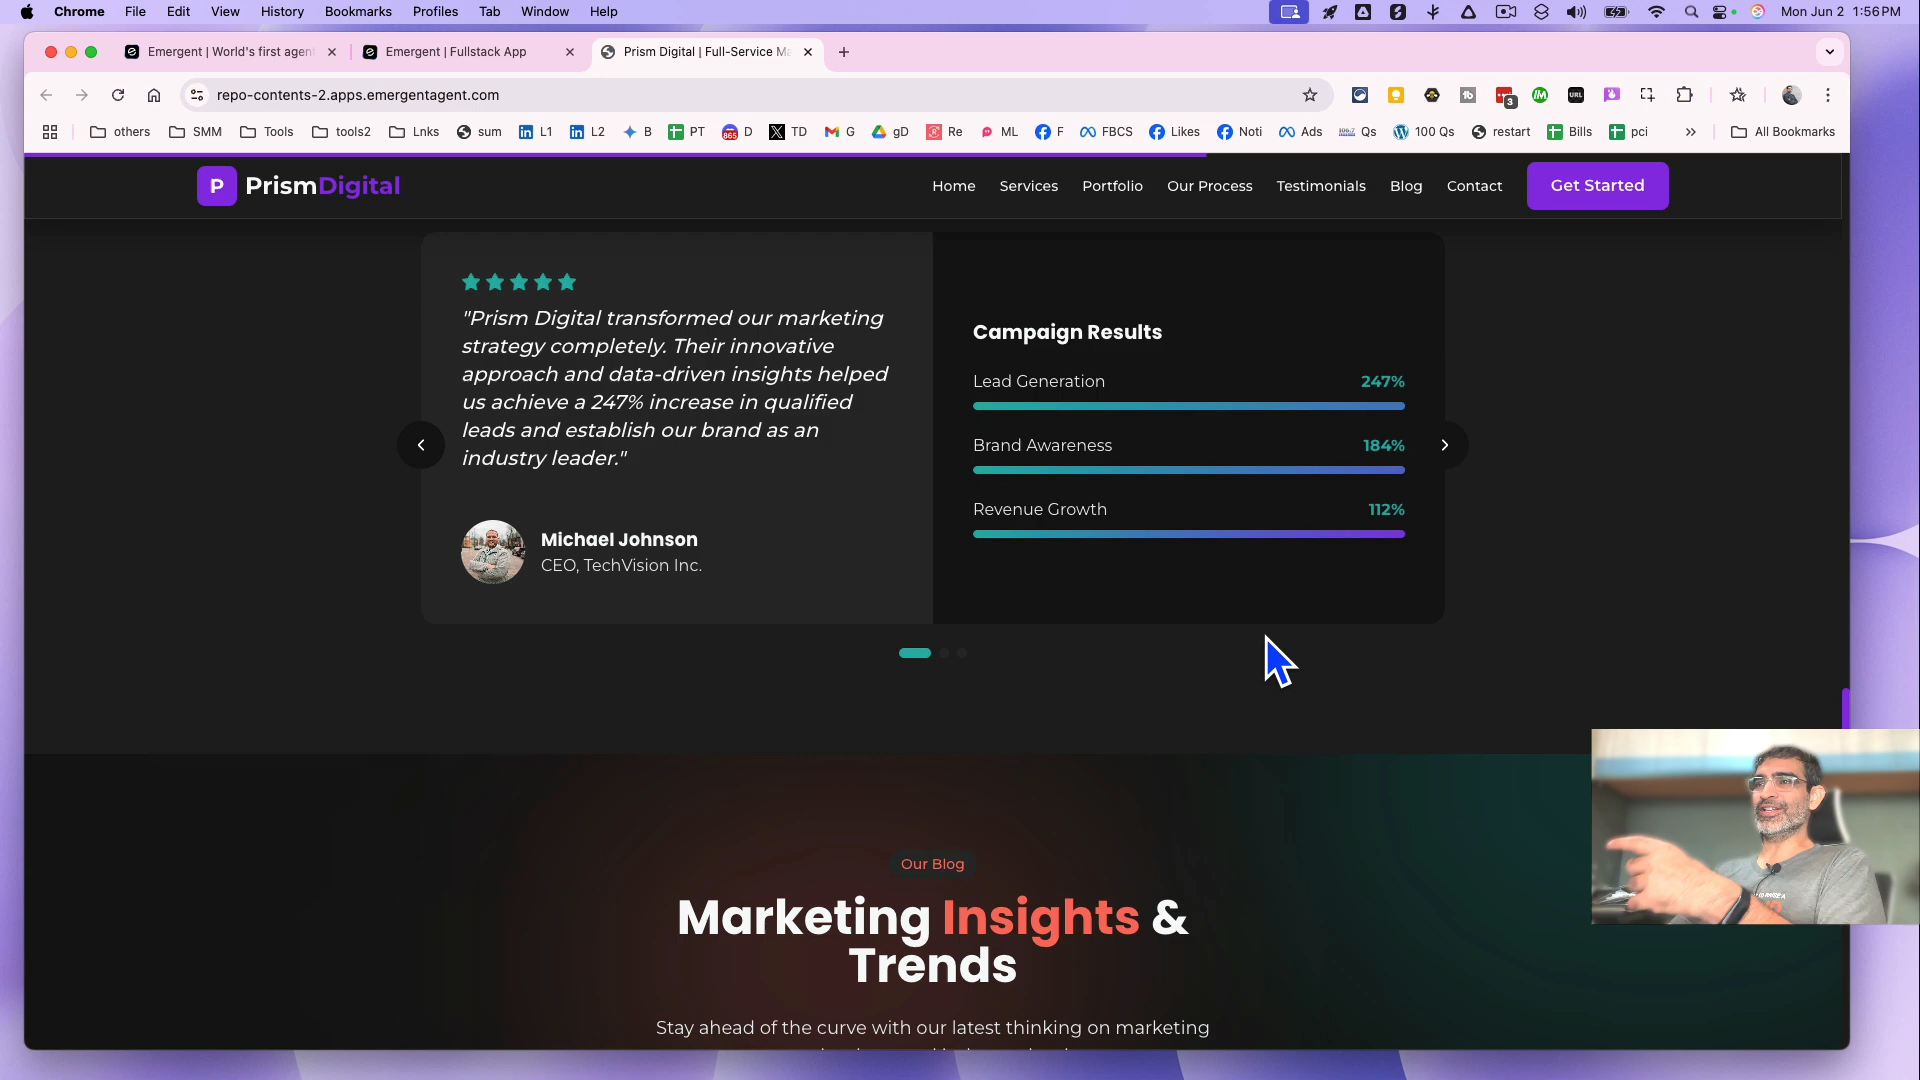 Chrome File Edit View History Bookmarks Profiles Tab Window Help Mon Jun 2 1:56 PM
Emergent | World's first agen Emergent | Fullstack App Prism Digital | Full-Service Ma
repo-contents-2.apps.emergentagent.com 3 URL
others SMM Tools tools2 Lnks sum L1 L2 B PT D TD G gD Re ML F FBCS Likes Noti Ads Qs 100 Qs restart Bills pci All Bookmarks
P PrismDigital Home Services Portfolio Our Process Testimonials Blog Contact Get Started
"Prism Digital transformed our marketing
strategy completely. Their innovative
approach and data-driven insights helped
us achieve a 247% increase in qualified
leads and establish our brand as an
industry leader."
Michael Johnson
CEO, TechVision Inc.
Campaign Results
Lead Generation 247%
Brand Awareness 184%
Revenue Growth 112%
Our Blog
Marketing Insights &
Trends
Stay ahead of the curve with our latest thinking on marketing